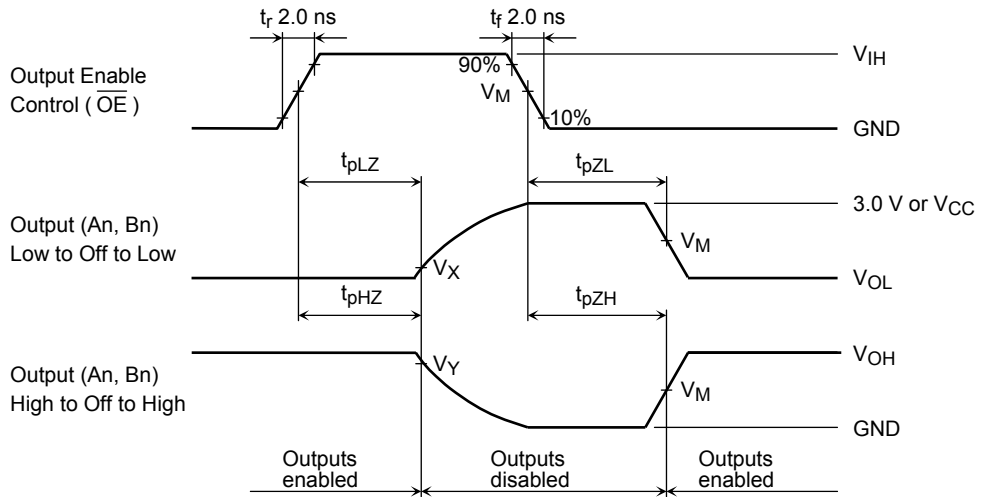 tr 2.0 ns
tf 2.0 ns
Output Enable
Control ( OE )
90%
VM
10%
VIH
GND
tpLZ
tpZL
Output (An, Bn)
Low to Off to Low
VX
VM
3.0 V or VCC
VOL
tpHZ
tpZH
Output (An, Bn)
High to Off to High
VY
VM
VOH
GND
Outputs
enabled
Outputs
disabled
Outputs
enabled